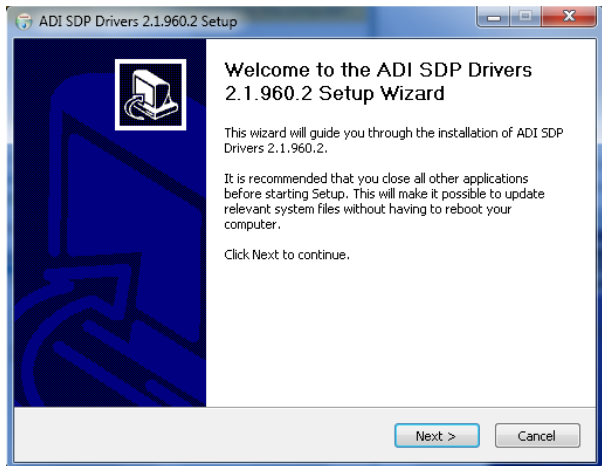 ADI SDP Drivers 2.1.960.2 Setup
Welcome to the ADI SDP Drivers
2.1.960.2 Setup Wizard
This wizard will guide you through the installation of ADI SDP
Drivers 2.1.960.2.
It is recommended that you close all other applications
before starting Setup. This will make it possible to update
relevant system files without having to reboot your
computer.
Click Next to continue.
Next >
Cancel